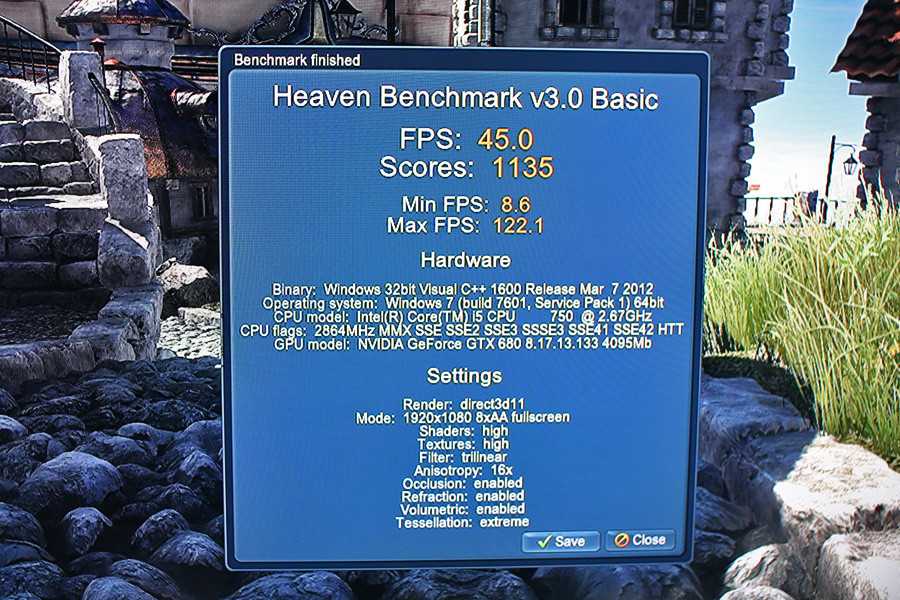 Benchmark finished
Heaven Benchmark v3.0 Basic
FPS: 45.0
Scores: 1135
Min FPS: 8.6
Max FPS: 122.1
Hardware
Binary: Windows 32bit Visual C++ 1600 Release Mar 7 2012
Operating system: Windows 7 (build 7601, Service Pack 1) 64bit
CPU model: Intel(R) Core(TM) i5 CPU 750 @ 2.67GHz
CPU flags: 2864MHz MMX SSE SSE2 SSE3 SSSE3 SSE41 SSE42 HTT
GPU model: NVIDIA GeForce GTX 680 8.17.13.133 4095Mb
Settings
Render: direct3d11
Mode: 1920x1080 8xAA fullscreen
Shaders: high
Textures: high
Filter: trilinear
Anisotropy: 16x
Occlusion: enabled
Refraction: enabled
Volumetric: enabled
Tessellation: extreme
Save Close